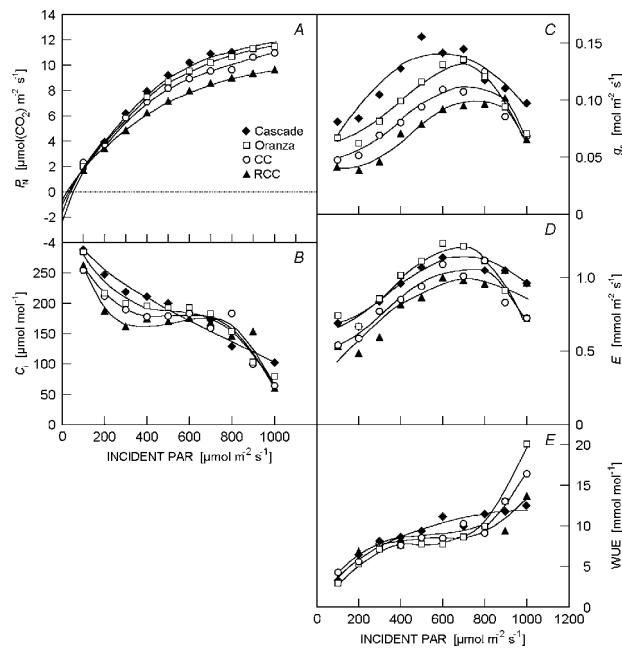 14
12
10
8
6
4
2
0
-2
-4
P_N [µmol(CO₂) m⁻² s⁻¹]
A
Cascade
Oranza
CC
RCC
250
200
150
100
50
0
C_i [µmol mol⁻¹]
B
0 200 400 600 800 1000
INCIDENT PAR [µmol m⁻² s⁻¹]
C
0.15
0.10
0.05
0
[mol m⁻² s⁻¹]
D
1.0
0.5
0
E [mmol m⁻² s⁻¹]
E
20
15
10
5
0
WUE [mmol mol⁻¹]
0 200 400 600 800 1000 1200
INCIDENT PAR [µmol m⁻² s⁻¹]